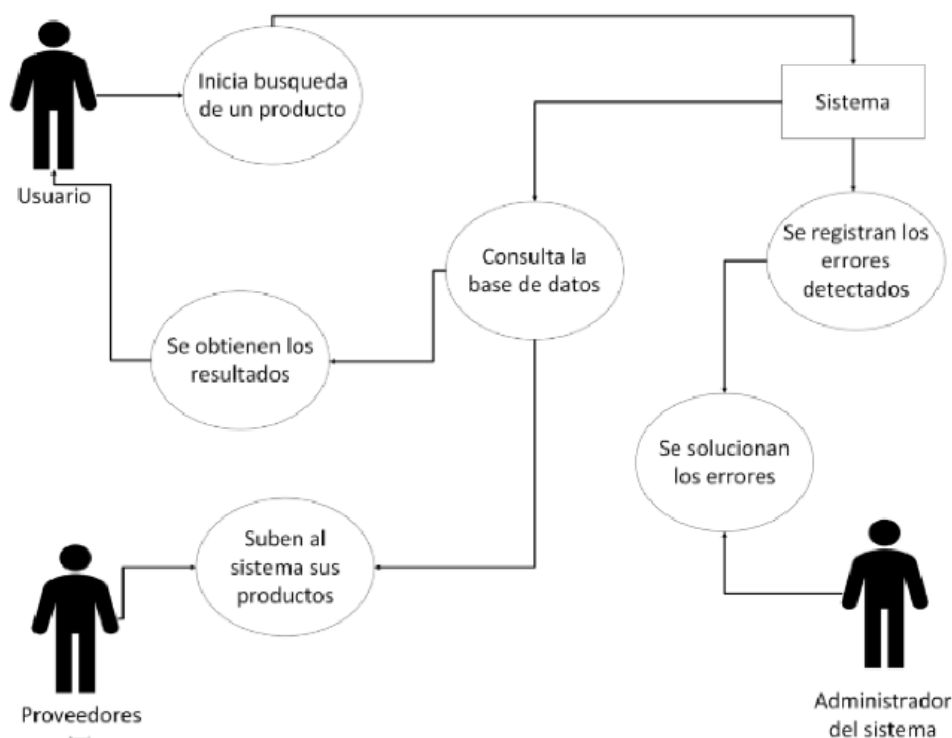 Inicia busqueda
de un producto
Sistema
Usuario
Consulta la
base de datos
Se registran los
errores
detectados
Se obtienen los
resultados
Se solucionan
los errores
Suben al
sistema sus
productos
Proveedores
Administrador
del sistema